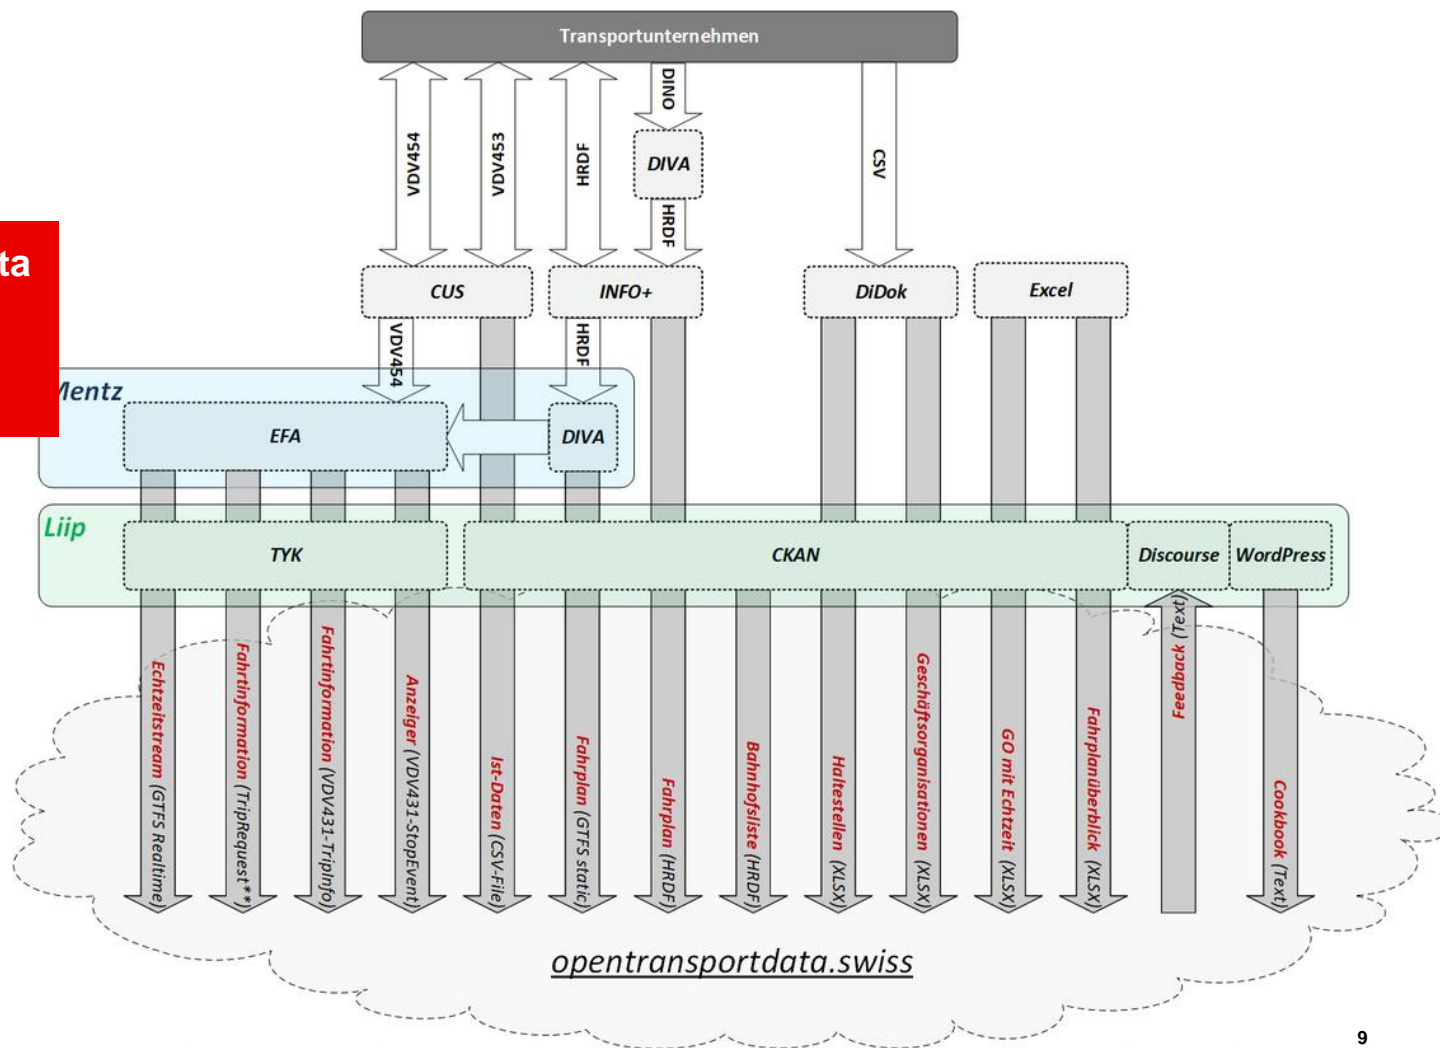 Transportunternehmen
VDV454
VDV453
HRDF
DINO
CSV
DIVA
HRDF
ta
CUS
INFO+
DiDok
Excel
VDV454
HRDF
Mentz
EFA
DIVA
Liip
TYK
CKAN
Discourse
WordPress
Echtzeitstream (GTFS Realtime)
Fahrtinformation (TripRequest**)
Fahrtinformation (VDV431-TripInfo)
Anzeiger (VDV431-StopEvent)
Ist-Daten (CSV-File)
Fahrplan (GTFS static)
Fahrplan (HRDF)
Bahnhofsliste (HRDF)
Haltestellen (XLSX)
Geschäftsorganisationen (XLSX)
GO mit Echtzeit (XLSX)
Fahrplanüberblick (XLSX)
Feedback (Text)
Cookbook (Text)
opentransportdata.swiss
9